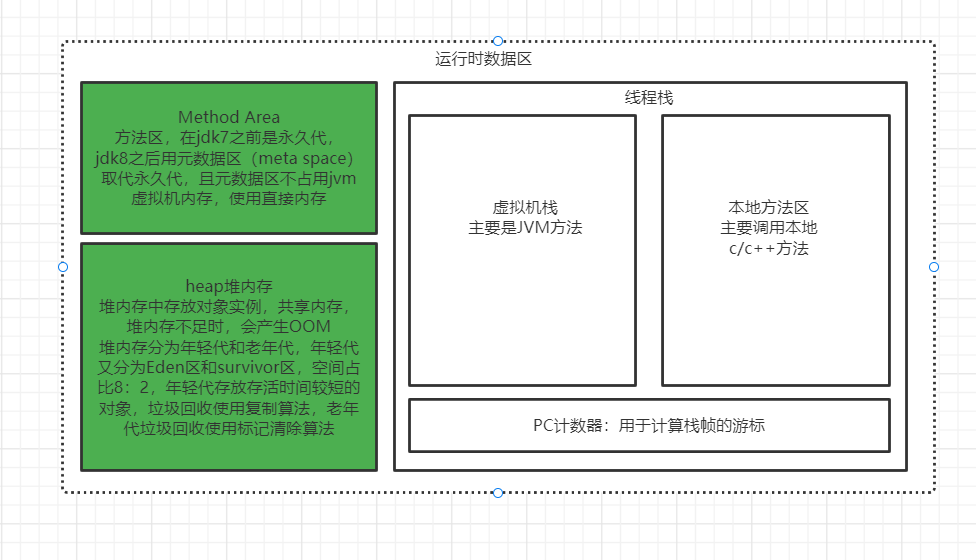 运行时数据区
Method Area
方法区，在jdk7之前是永久代，
jdk8之后用元数据区（meta space）
取代永久代，且元数据区不占用jvm
虚拟机内存，使用直接内存
heap堆内存
堆内存中存放对象实例，共享内存，
堆内存不足时，会产生OOM
堆内存分为年轻代和老年代，年轻代
又分为Eden区和survivor区，空间占
比8：2，年轻代存放存活时间较短的
对象，垃圾回收使用复制算法，老年
代垃圾回收使用标记清除算法
线程栈
虚拟机栈
主要是JVM方法
本地方法区
主要调用本地
c/c++方法
PC计数器：用于计算栈帧的游标